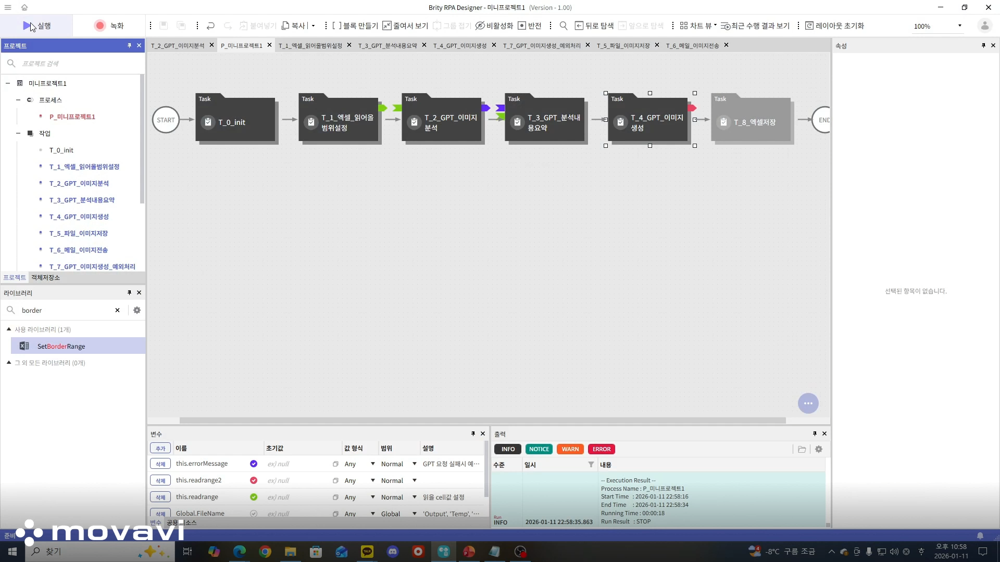 Brity RPA Designer - 미니프로젝트1 (Version - 1.00)
실행
녹화
붙여넣기
복사
블록 만들기
줄여서 보기
그룹 접기
비활성화
반전
뒤로 탐색
앞으로 탐색
차트 뷰
최근 수행 결과 보기
레이아웃 초기화
100%
프로젝트
T_2_GPT_이미지분석
P_미니프로젝트1
T_1_엑셀_읽어올범위설정
T_3_GPT_분석내용요약
T_4_GPT_이미지생성
T_7_GPT_이미지생성_예외처리
T_5_파일_이미지저장
T_6_메일_이미지전송
속성
프로젝트 검색
미니프로젝트1
프로세스
P_미니프로젝트1
작업
T_0_init
T_1_엑셀_읽어올범위설정
T_2_GPT_이미지분석
T_3_GPT_분석내용요약
T_4_GPT_이미지생성
T_5_파일_이미지저장
T_6_메일_이미지전송
T_7_GPT_이미지생성_예외처리
프로젝트
객체저장소
START
Task
T_0_init
Task
T_1_엑셀_읽어올
범위설정
Task
T_2_GPT_이미지
분석
Task
T_3_GPT_분석내
용요약
Task
T_4_GPT_이미지
생성
Task
T_8_엑셀저장
END
선택된 항목이 없습니다.
라이브러리
border
사용 라이브러리 (1개)
SetBorderRange
그 외 모든 라이브러리 (0개)
변수
추가 이름 초기값 값 형식 범위 설명
삭제 this.errorMessage ex) null Any Normal GPT 요청 실패시 예···
삭제 this.readrange2 ex) null Any Normal
삭제 this.readrange ex) null Any Normal 읽을 cell값 설정
삭제 Global.FileName ex) null Any Global 'Output', 'Temp', '···
변수
출력
INFO NOTICE WARN ERROR
수준 일시 내용
-- Execution Result --
Process Name : P_미니프로젝트1
Start Time : 2026-01-11 22:58:16
End Time : 2026-01-11 22:58:34
Running Time : 00:00:18
Run Result : STOP
Run
INFO
2026-01-11 22:58:35.863
준비
movavi
찾기
TALK
4
-8°C 구름 조금
오후 10:58
2026-01-11